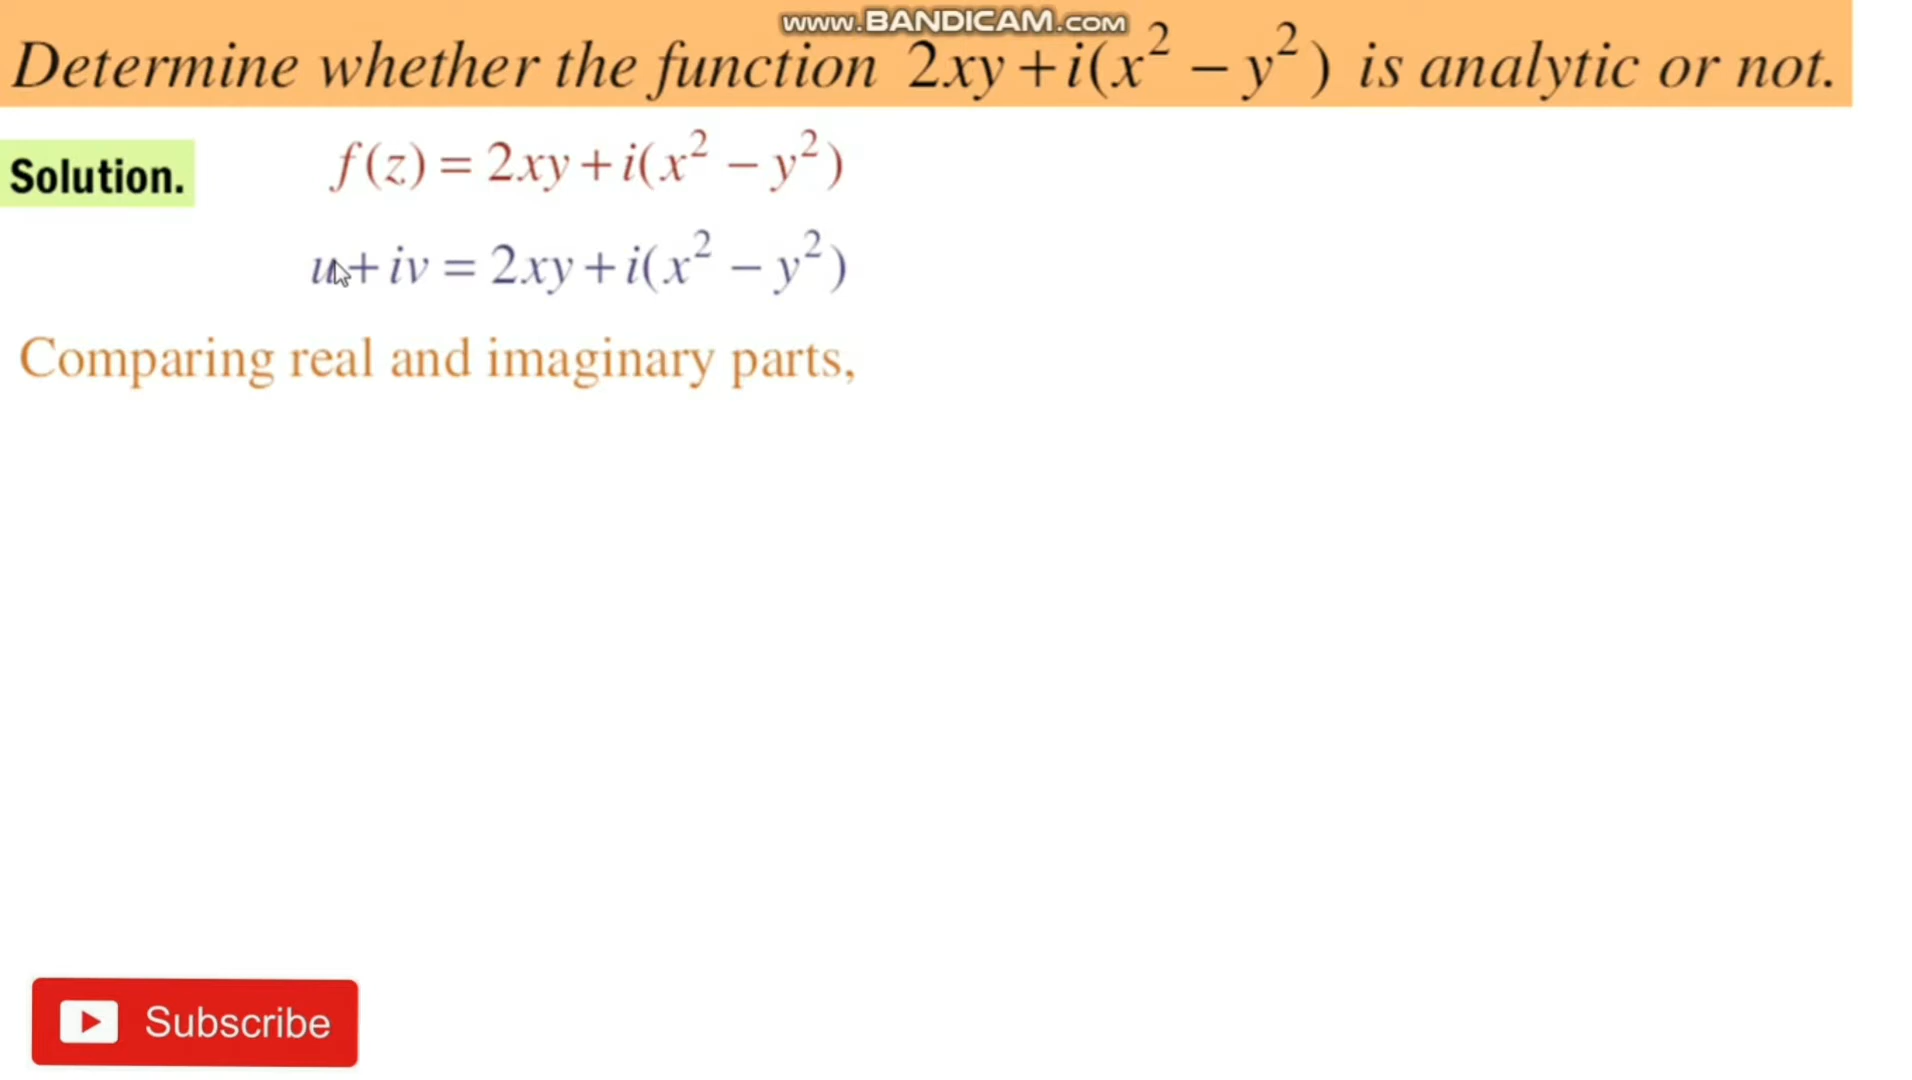 www.BANDICAM.com
Determine whether the function 2xy + i(x² − y²) is analytic or not.
Solution.
f(z) = 2xy + i(x² − y²)
u + iv = 2xy + i(x² − y²)
Comparing real and imaginary parts,
Subscribe